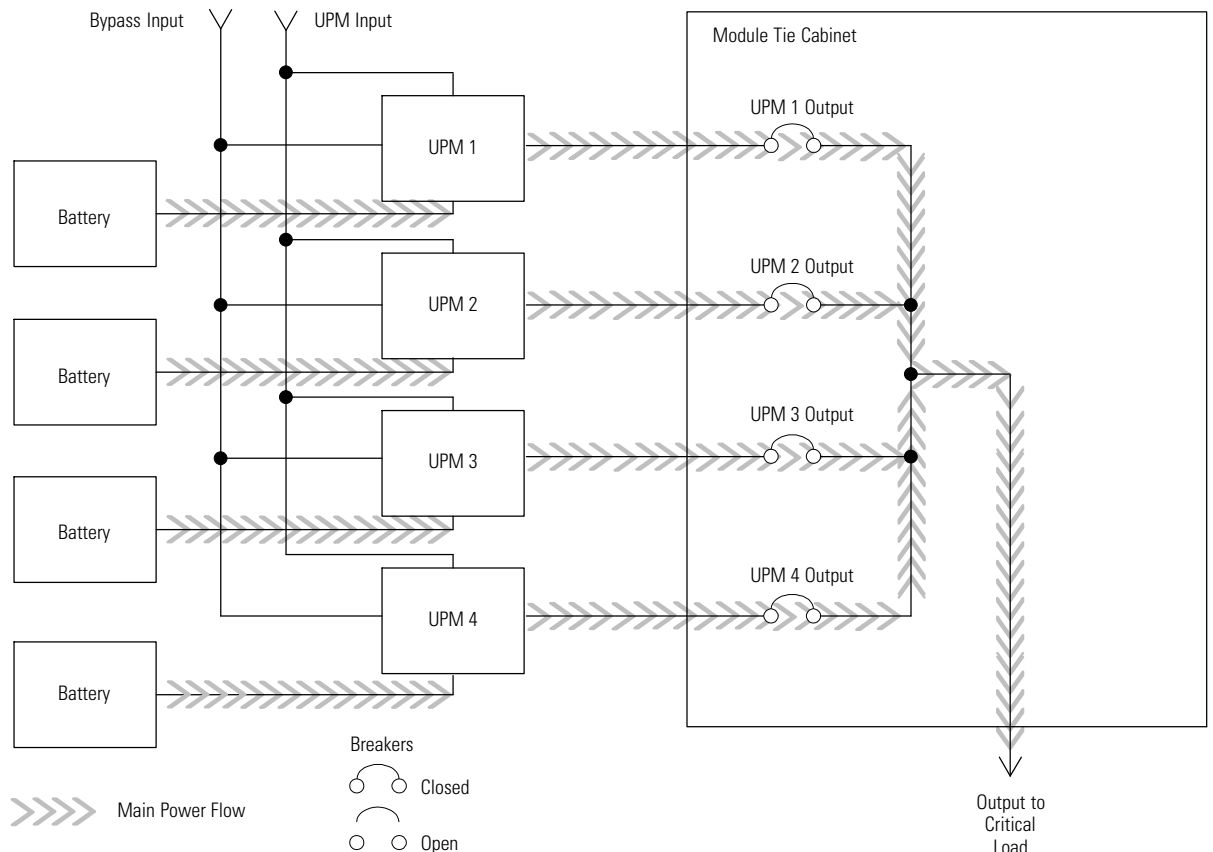 Bypass Input
UPM Input
Module Tie Cabinet
UPM 1 Output
UPM 1
Battery
UPM 2 Output
UPM 2
Battery
UPM 3 Output
UPM 3
Battery
UPM 4 Output
UPM 4
Battery
Breakers
Closed
Main Power Flow
Open
Output to
Critical
Load